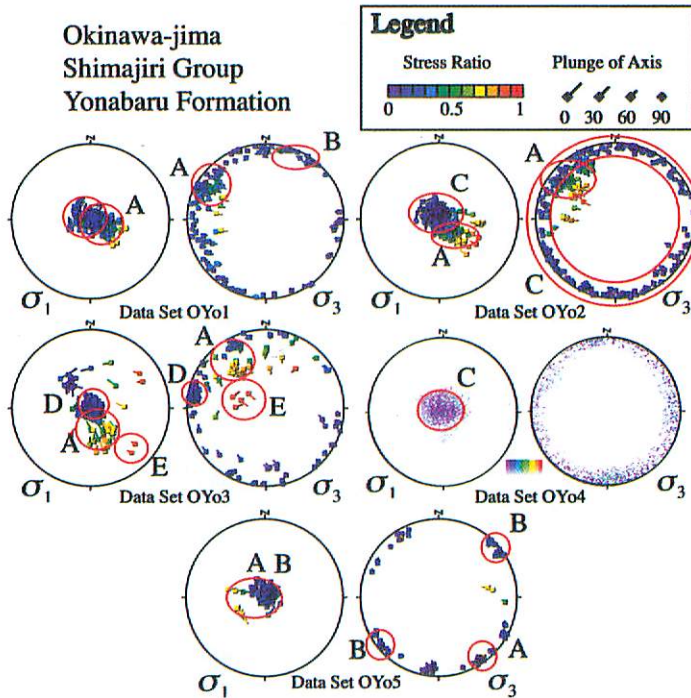 Okinawa-jima
Shimajiri Group
Yonabaru Formation
Legend
Stress Ratio
Plunge of Axis
0 0.5 1
0 30 60 90
N
A
N
A
B
σ1
Data Set OYo1
σ3
N
C
A
N
A
C
σ1
Data Set OYo2
σ3
N
D
A
E
N
A
D
E
σ1
Data Set OYo3
σ3
N
C
N
σ1
Data Set OYo4
σ3
N
A B
N
B
B
A
σ1
Data Set OYo5
σ3